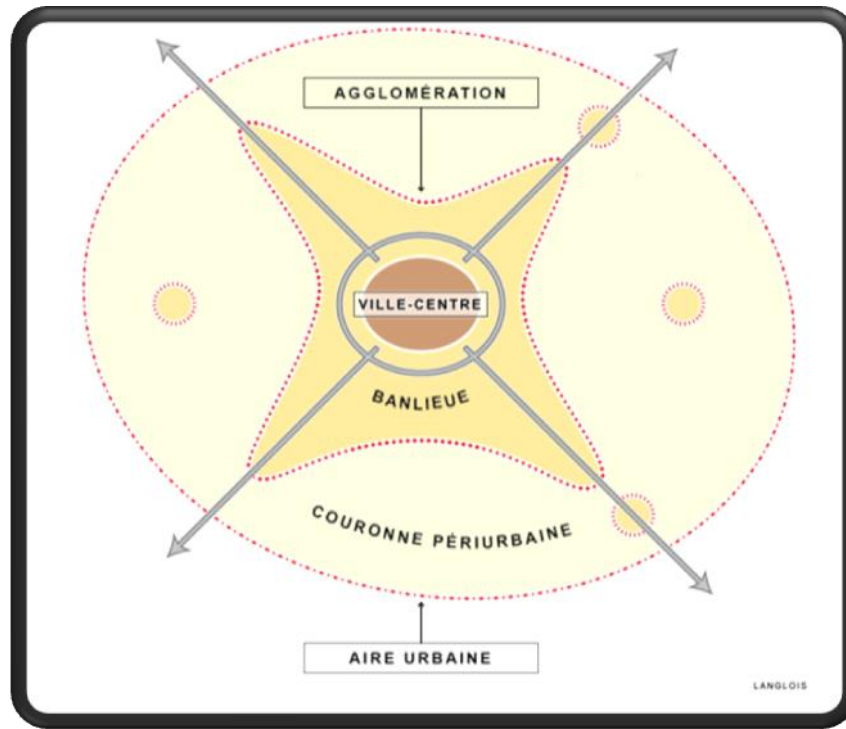 AGGLOMÉRATION
VILLE-CENTRE
BANLIEUE
COURONNE PÉRIURBAINE
AIRE URBAINE
LANGLOIS